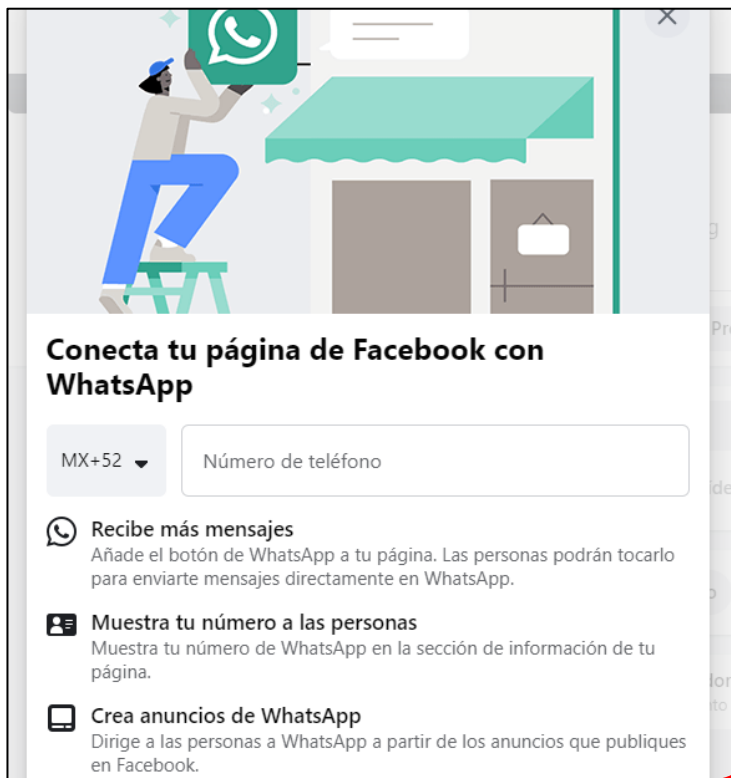 Conecta tu página de Facebook con
WhatsApp
MX+52
Número de teléfono
Recibe más mensajes
Añade el botón de WhatsApp a tu página. Las personas podrán tocarlo
para enviarte mensajes directamente en WhatsApp.
Muestra tu número a las personas
Muestra tu número de WhatsApp en la sección de información de tu
página.
Crea anuncios de WhatsApp
Dirige a las personas a WhatsApp a partir de los anuncios que publiques
en Facebook.